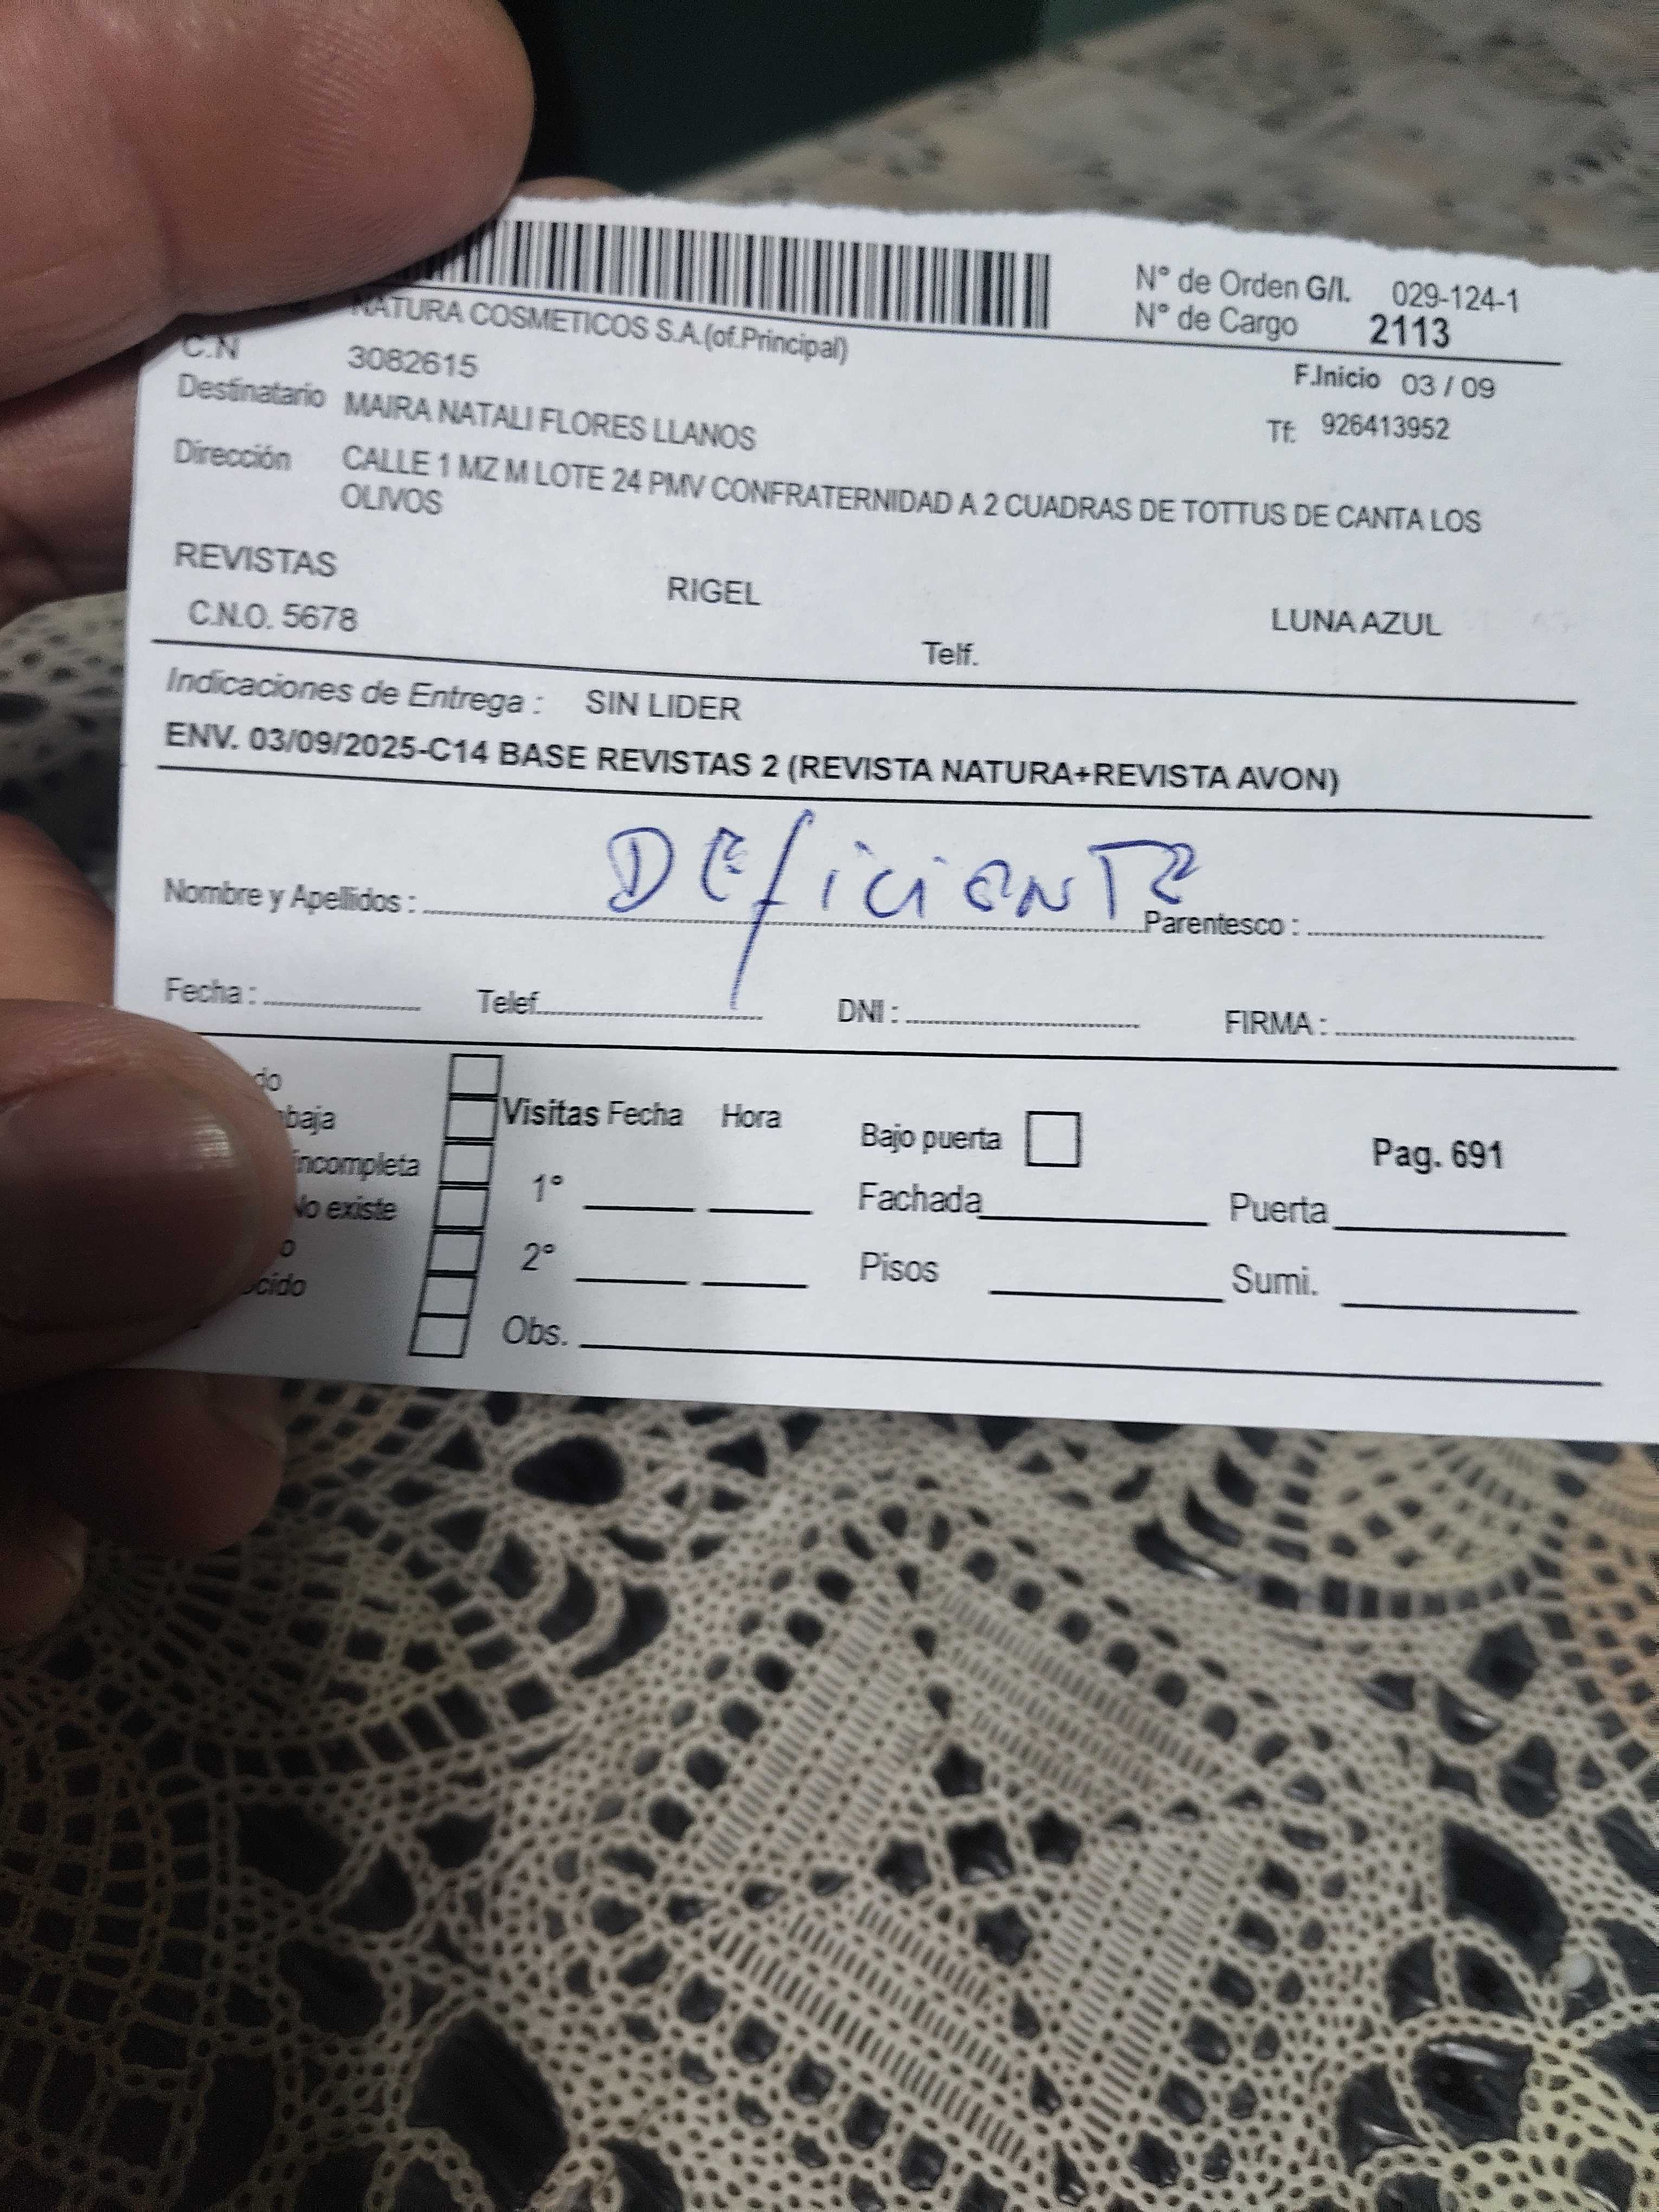 N° de Orden G/I. 029-124-1
N° de Cargo 2113
NATURA COSMETICOS S.A.(of.Principal)
C.N 3082615
F.Inicio 03 / 09
Destinatario MAIRA NATALI FLORES LLANOS
Tf: 926413952
Dirección CALLE 1 MZ M LOTE 24 PMV CONFRATERNIDAD A 2 CUADRAS DE TOTTUS DE CANTA LOS
OLIVOS
REVISTAS RIGEL LUNA AZUL
C.N.O. 5678 Telf.
Indicaciones de Entrega : SIN LIDER
ENV. 03/09/2025-C14 BASE REVISTAS 2 (REVISTA NATURA+REVISTA AVON)
DEficiENTE
Nombre y Apellidos : Parentesco :
Fecha : Telef. DNI : FIRMA :
do
baja
incompleta
No existe
o
ocido
Visitas Fecha Hora
1°
2°
Obs.
Bajo puerta Pag. 691
Fachada Puerta
Pisos Sumi.